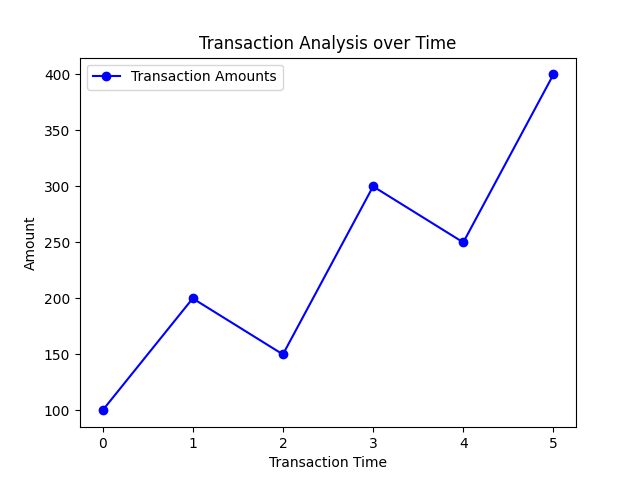 Transaction Analysis over Time
Transaction Amounts
400
350
300
250
200
150
100
Amount
0 1 2 3 4 5
Transaction Time